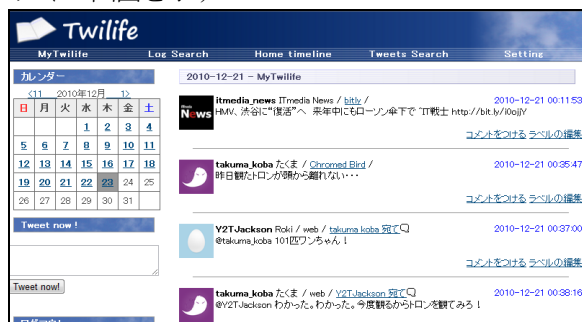 Twilife
MyTwilife Log Search Home timeline Tweets Search Setting
カレンダー
<11 2010年12月 1>
日 月 火 水 木 金 土
1 2 3 4
5 6 7 8 9 10 11
12 13 14 15 16 17 18
19 20 21 22 23 24 25
26 27 28 29 30 31
Tweet now !
Tweet now!
2010-12-21 - MyTwilife
itmedia_news ITmedia News / bitly / 2010-12-21 00:11:53
News HMV、渋谷に“復活”へ 来年中にもローソン傘下で “IT戦士 http://bit.ly/i0ojjY
コメントをつける ラベルの編集
takuma_koba たくま / Chromed Bird / 2010-12-21 00:35:47
昨日観たトロンが頭から離れない・・・
コメントをつける ラベルの編集
Y2TJackson Roki / web / takuma koba 宛て 2010-12-21 00:37:00
@takuma_koba 101匹ワンちゃん！
コメントをつける ラベルの編集
takuma_koba たくま / web / Y2TJackson 宛て 2010-12-21 00:38:16
@Y2TJackson わかった。わかった。今度観るからトロンを観てみろ！